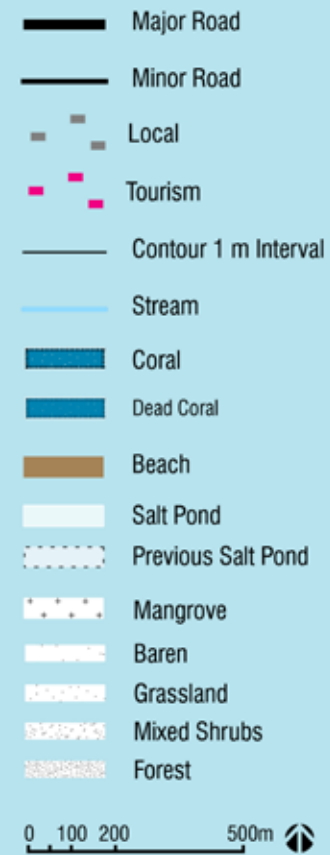 Major Road
Minor Road
Local
Tourism
Contour 1 m Interval
Stream
Coral
Dead Coral
Beach
Salt Pond
Previous Salt Pond
Mangrove
Baren
Grassland
Mixed Shrubs
Forest
0 100 200 500m